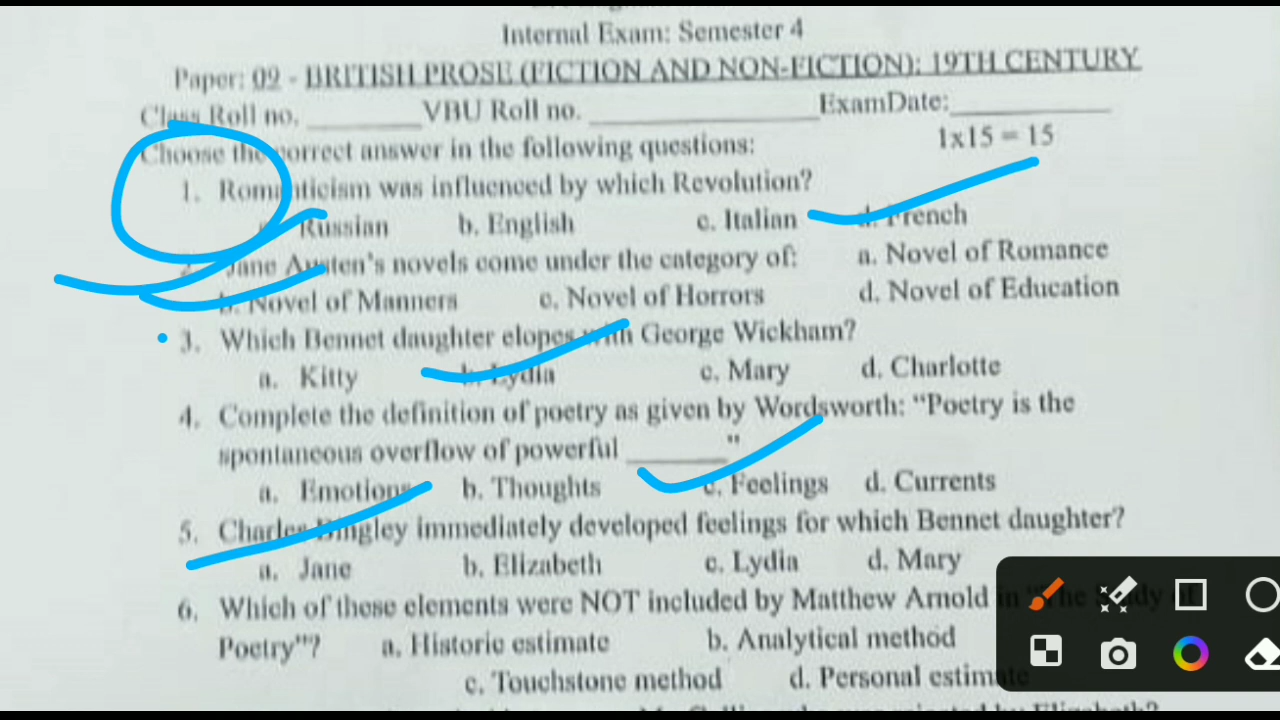 Internal Exam: Semester 4
Paper: 09 - BRITISH PROSE (FICTION AND NON-FICTION): 19TH CENTURY
Class Roll no. ________ VBU Roll no. ________________ ExamDate: ___________
Choose the correct answer in the following questions: 1x15 = 15
1. Romanticism was influenced by which Revolution?
Russian b. English c. Italian d. French
2. Jane Austen's novels come under the category of: a. Novel of Romance
b. Novel of Manners c. Novel of Horrors d. Novel of Education
3. Which Bennet daughter elopes with George Wickham?
a. Kitty b. Lydia c. Mary d. Charlotte
4. Complete the definition of poetry as given by Wordsworth: "Poetry is the
spontaneous overflow of powerful _______"
a. Emotions b. Thoughts c. Feelings d. Currents
5. Charles Bingley immediately developed feelings for which Bennet daughter?
a. Jane b. Elizabeth c. Lydia d. Mary
6. Which of these elements were NOT included by Matthew Arnold in "The Study of
Poetry"? a. Historic estimate b. Analytical method
c. Touchstone method d. Personal estimate